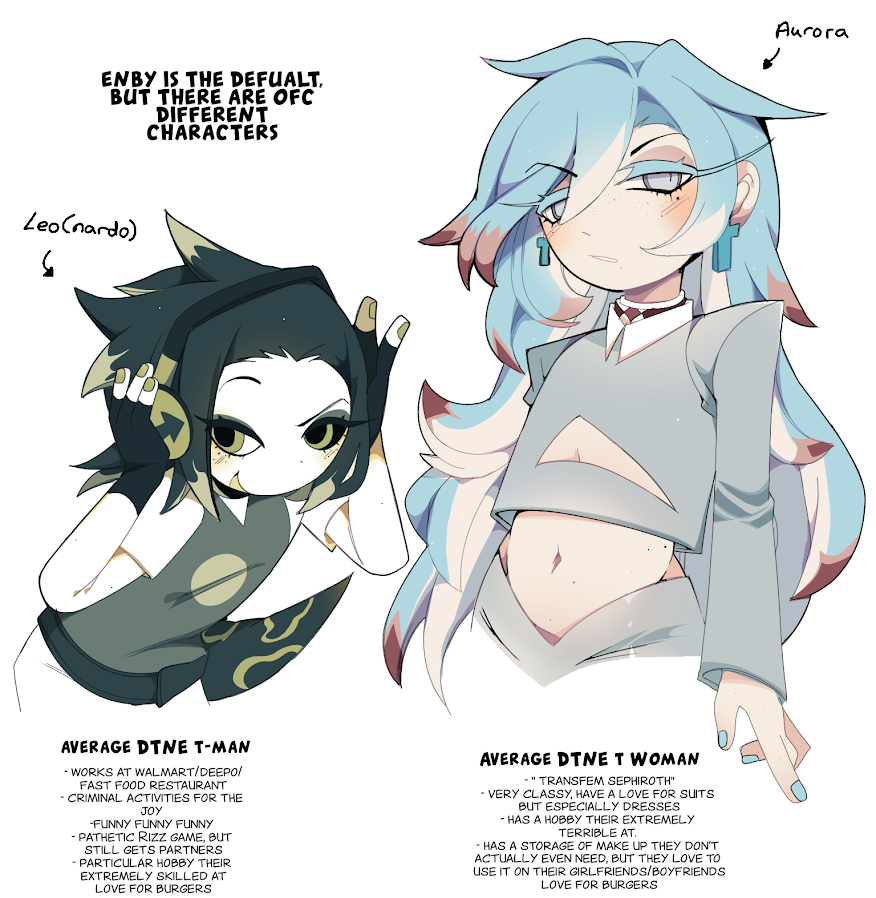 Aurora
ENBY IS THE DEFUALT,
BUT THERE ARE OFC
DIFFERENT
CHARACTERS
Leo(nardo)
AVERAGE DTNE T-MAN
- WORKS AT WALMART/DEEPO/
FAST FOOD RESTAURANT
- CRIMINAL ACTIVITIES FOR THE
JOY
-FUNNY FUNNY FUNNY
- PATHETIC RIZZ GAME, BUT
STILL GETS PARTNERS
- PARTICULAR HOBBY THEIR
EXTREMELY SKILLED AT
LOVE FOR BURGERS
AVERAGE DTNE T WOMAN
- " TRANSFEM SEPHIROTH"
- VERY CLASSY, HAVE A LOVE FOR SUITS
BUT ESPECIALLY DRESSES
- HAS A HOBBY THEIR EXTREMELY
TERRIBLE AT.
- HAS A STORAGE OF MAKE UP THEY DON'T
ACTUALLY EVEN NEED, BUT THEY LOVE TO
USE IT ON THEIR GIRLFRIENDS/BOYFRIENDS
LOVE FOR BURGERS